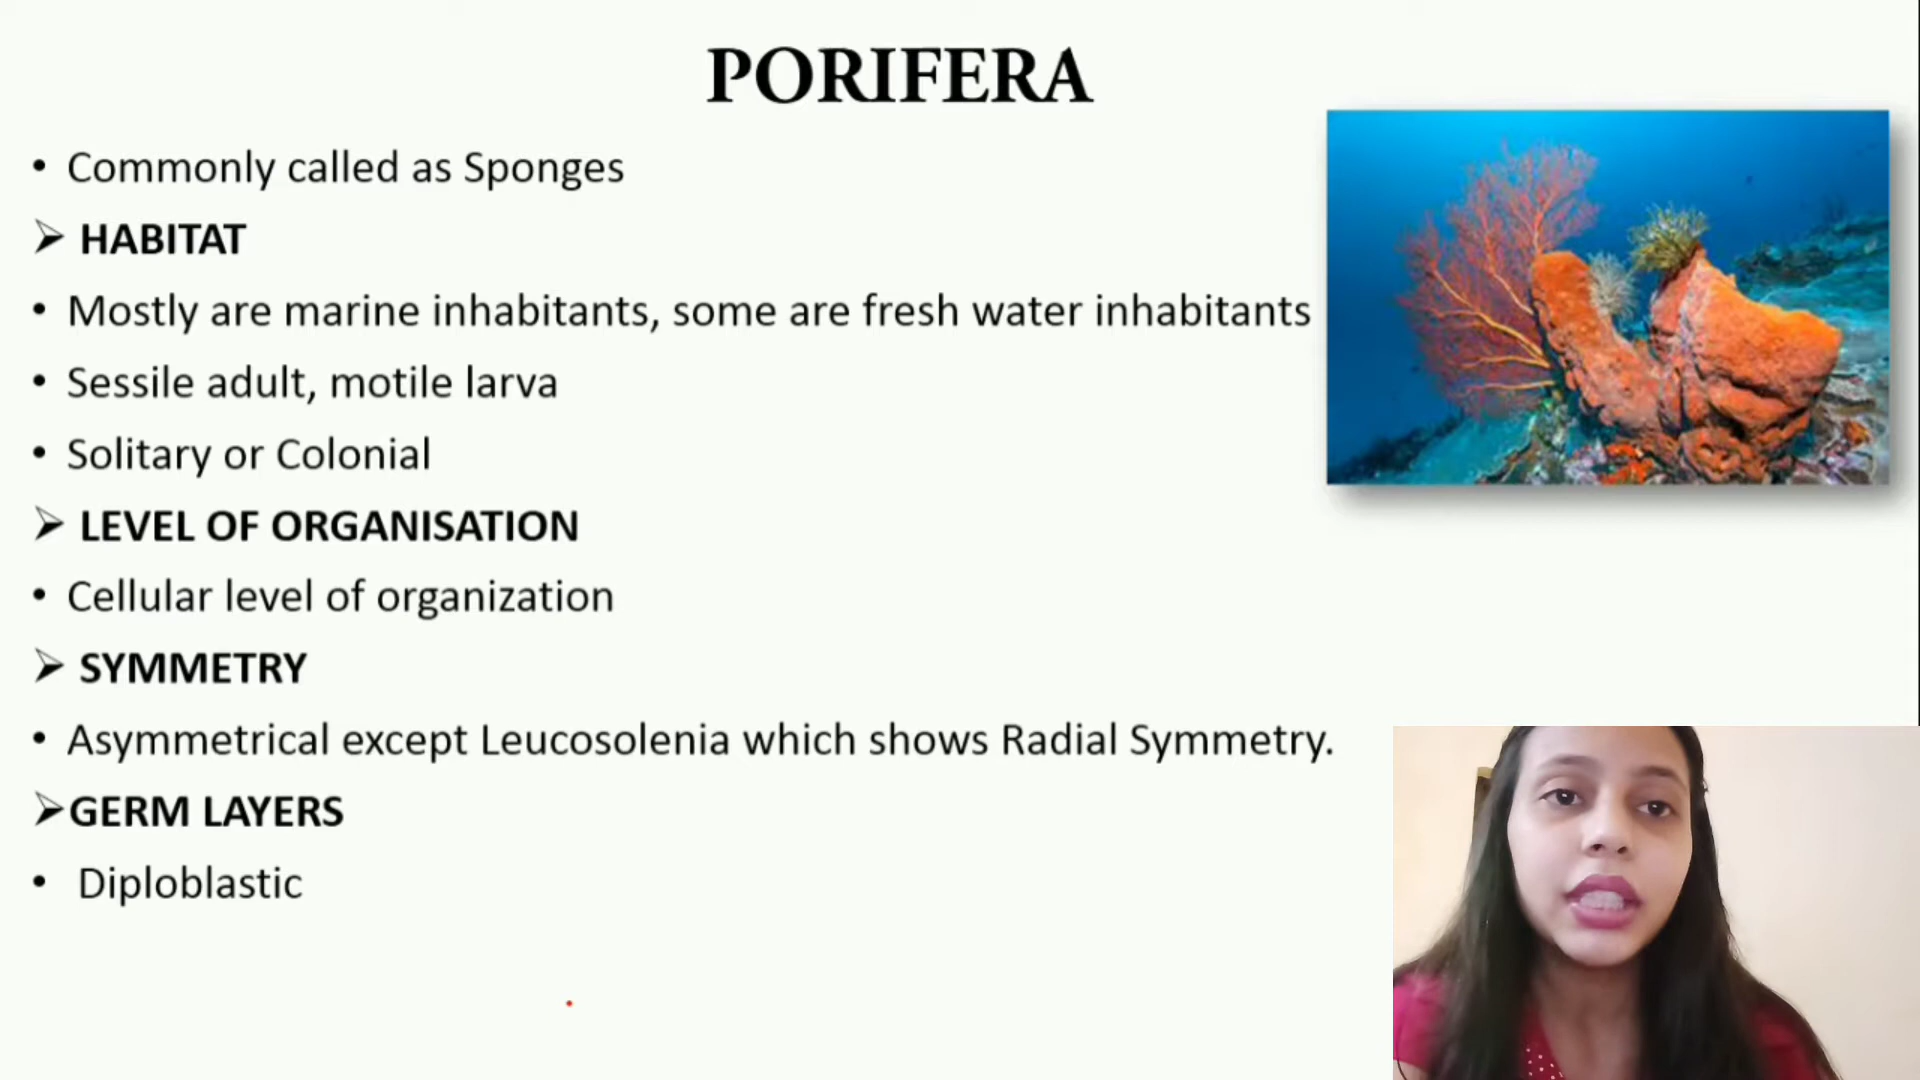 PORIFERA
• Commonly called as Sponges
➢ HABITAT
• Mostly are marine inhabitants, some are fresh water inhabitants
• Sessile adult, motile larva
• Solitary or Colonial
➢ LEVEL OF ORGANISATION
• Cellular level of organization
➢ SYMMETRY
• Asymmetrical except Leucosolenia which shows Radial Symmetry.
➢GERM LAYERS
• Diploblastic